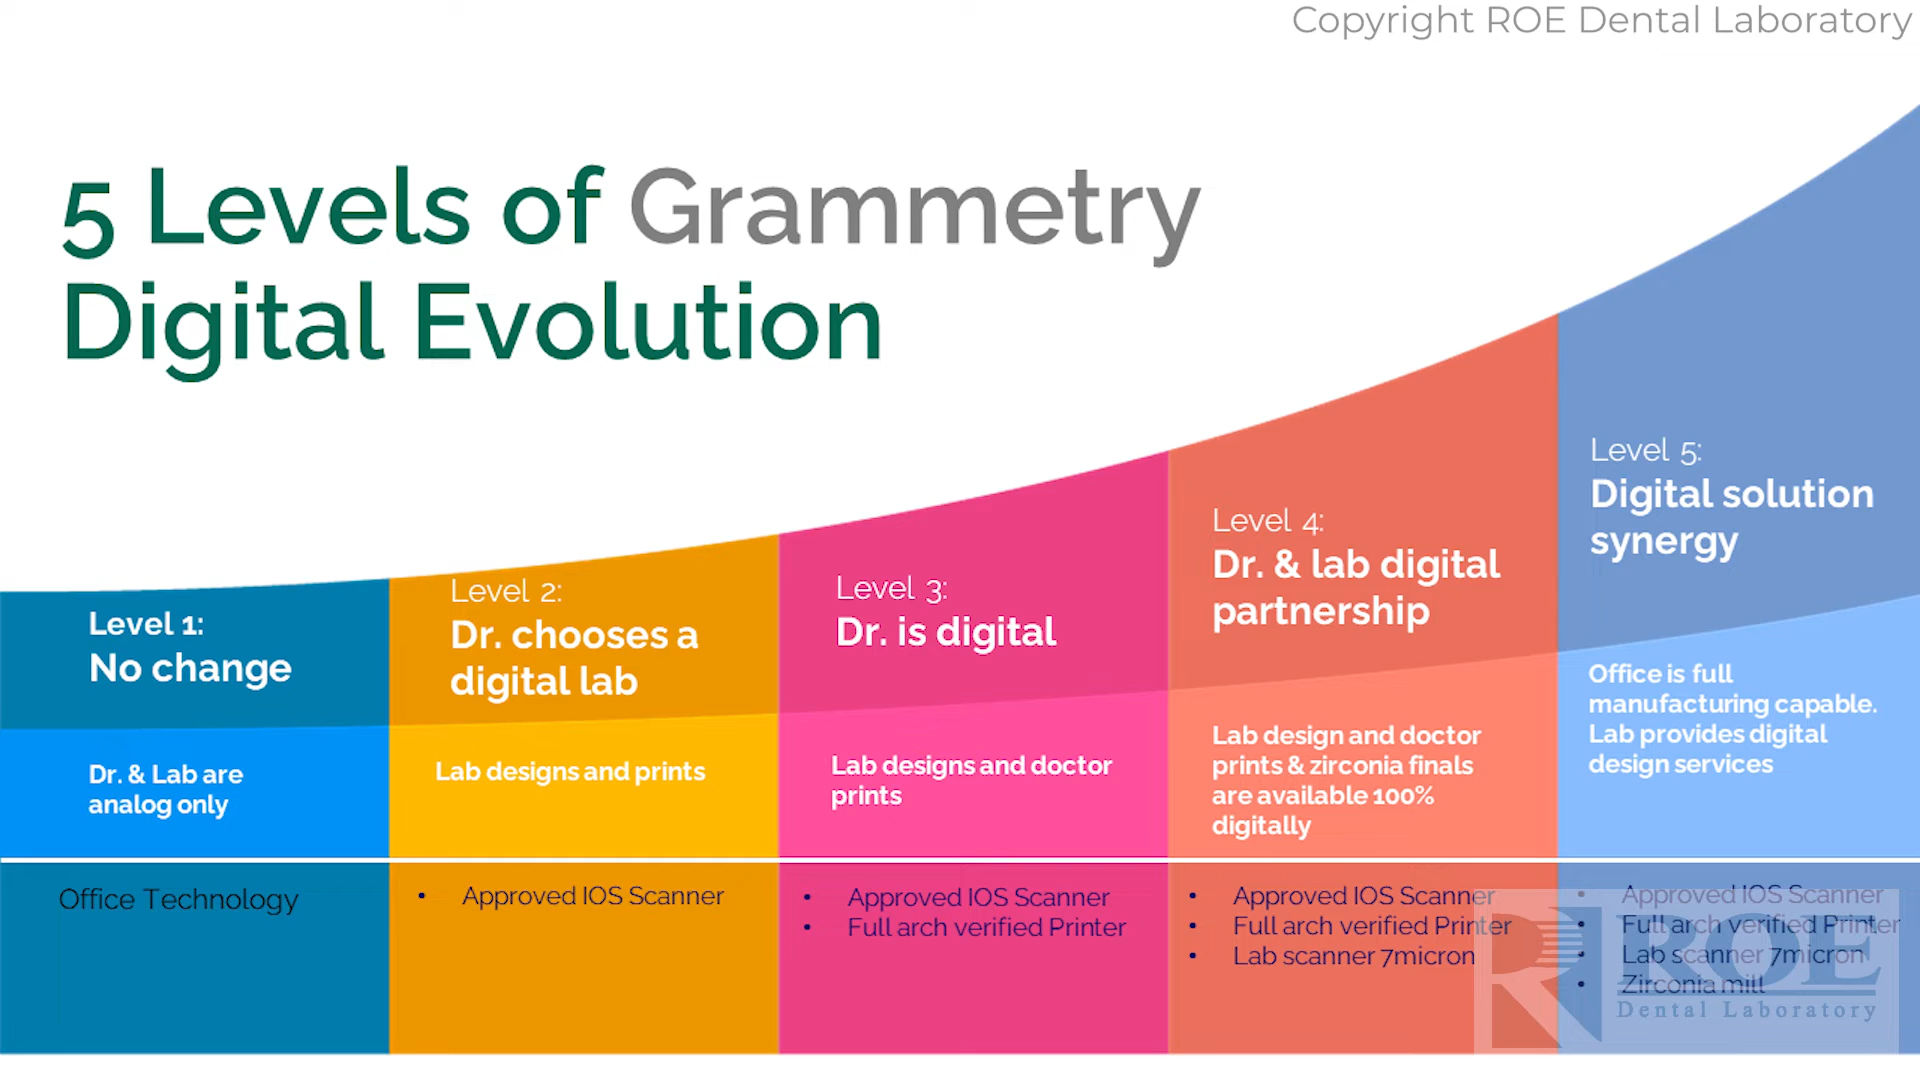 Copyright ROE Dental Laboratory
5 Levels of Grammetry
Digital Evolution
Level 1:
No change
Dr. & Lab are
analog only
Office Technology
Level 2:
Dr. chooses a
digital lab
Lab designs and prints
• Approved IOS Scanner
Level 3:
Dr. is digital
Lab designs and doctor
prints
• Approved IOS Scanner
• Full arch verified Printer
Level 4:
Dr. & lab digital
partnership
Lab design and doctor
prints & zirconia finals
are available 100%
digitally
• Approved IOS Scanner
• Full arch verified Printer
• Lab scanner 7micron
Level 5:
Digital solution
synergy
Office is full
manufacturing capable.
Lab provides digital
design services
• Approved IOS Scanner
• Full arch verified Printer
• Lab scanner 7micron
• Zirconia mill
R ROE
Dental Laboratory